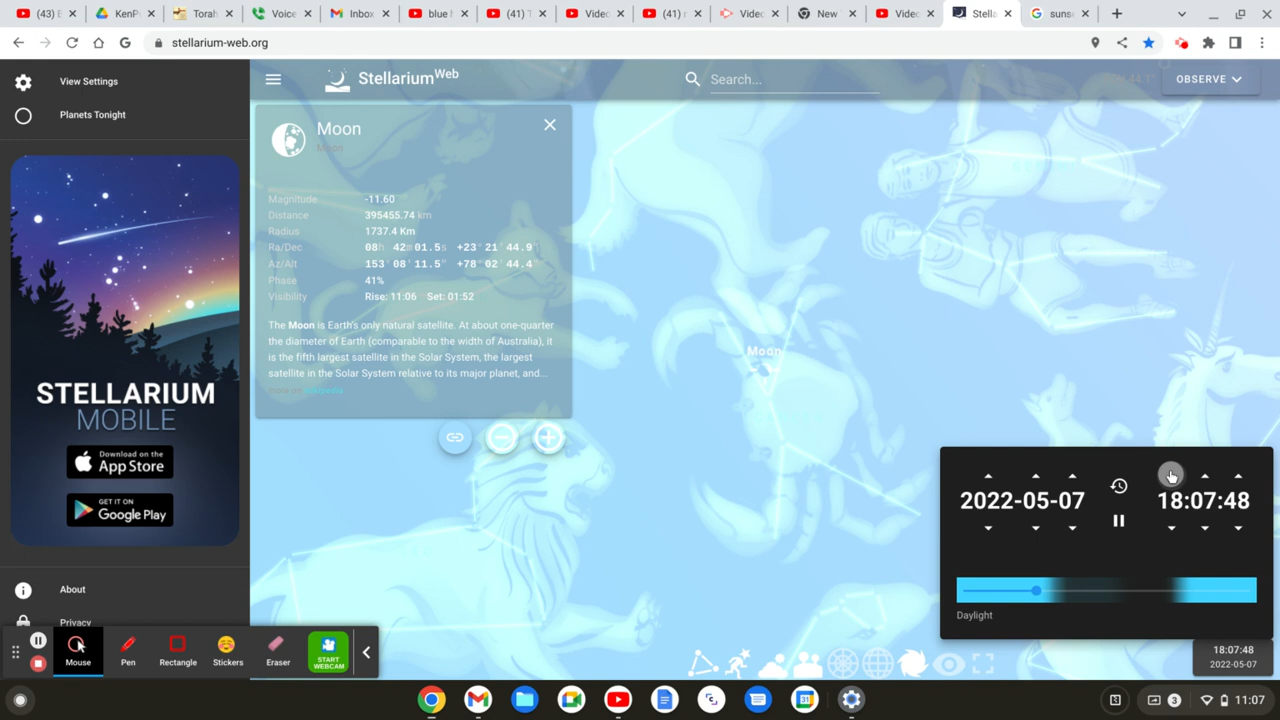 (43) E
KenP
Torah
Voice
Inbox
blue h
(41) T
Video
(41) r
Video
New
Video
Stella
sunse
stellarium-web.org
View Settings
Planets Tonight
StellariumWeb
Search...
OBSERVE
Moon
Moon
Magnitude -11.60
Distance 395455.74 km
Radius 1737.4 Km
Ra/Dec 08h 42m01.5s +23°21'44.9"
Az/Alt 153°08'11.5" +78°02'44.4"
Phase 41%
Visibility Rise: 11:06 Set: 01:52
The Moon is Earth's only natural satellite. At about one-quarter
the diameter of Earth (comparable to the width of Australia), it
is the fifth largest satellite in the Solar System, the largest
satellite in the Solar System relative to its major planet, and...
more on wikipedia
Moon
STELLARIUM
MOBILE
Download on the
App Store
GET IT ON
Google Play
2022-05-07 18:07:48
Daylight
About
Privacy
Mouse
Pen
Rectangle
Stickers
Eraser
START
WEBCAM
18:07:48
2022-05-07
3
11:07